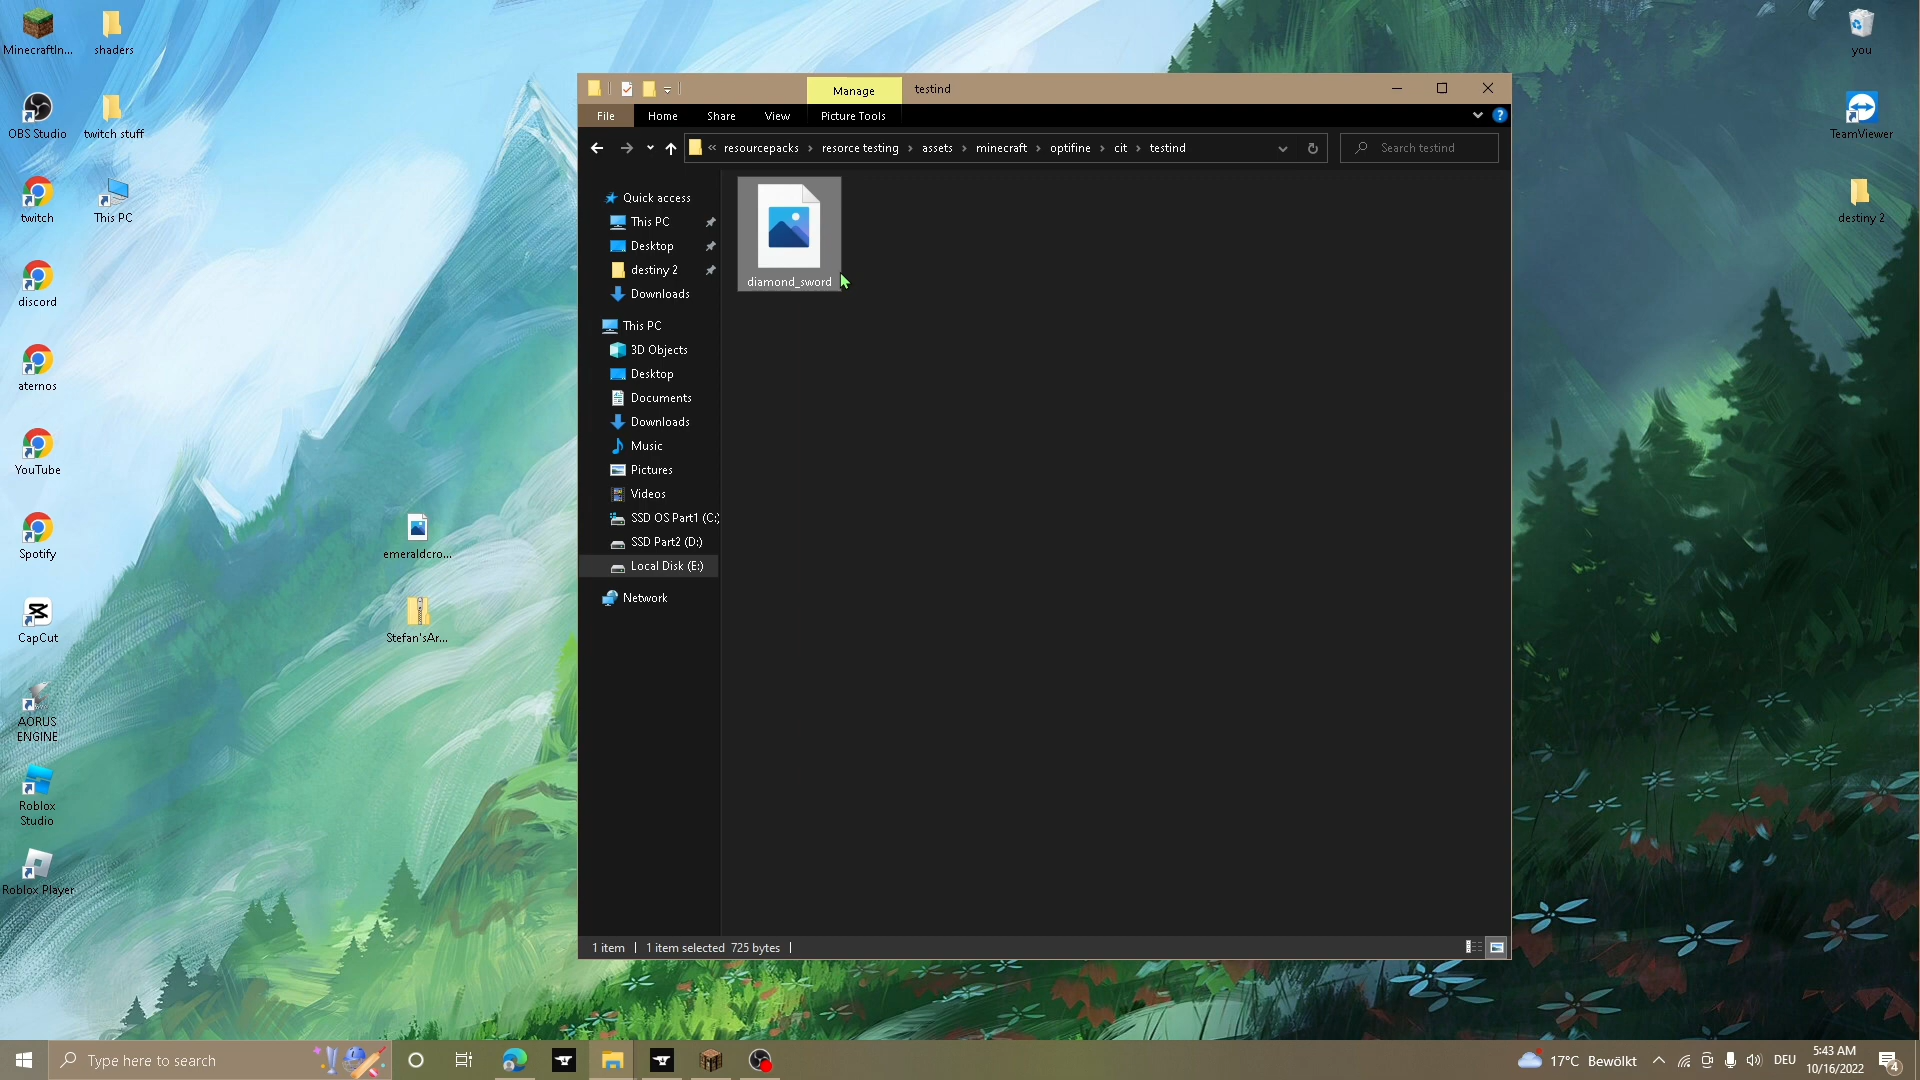 MinecraftIn...
shaders
OBS Studio
twitch stuff
twitch
This PC
discord
aternos
YouTube
Spotify
CapCut
AORUS
ENGINE
Roblox
Studio
Roblox Player
emeraldcro...
Stefan'sAr...
you
TeamViewer
destiny 2
Manage
testind
File
Home
Share
View
Picture Tools
« resourcepacks › resorce testing › assets › minecraft › optifine › cit › testind
Search testind
Quick access
This PC
Desktop
destiny 2
Downloads
This PC
3D Objects
Desktop
Documents
Downloads
Music
Pictures
Videos
SSD OS Part1 (C:)
SSD Part2 (D:)
Local Disk (E:)
Network
diamond_sword
1 item
1 item selected 725 bytes
Type here to search
17°C Bewölkt
DEU
5:43 AM
10/16/2022
4